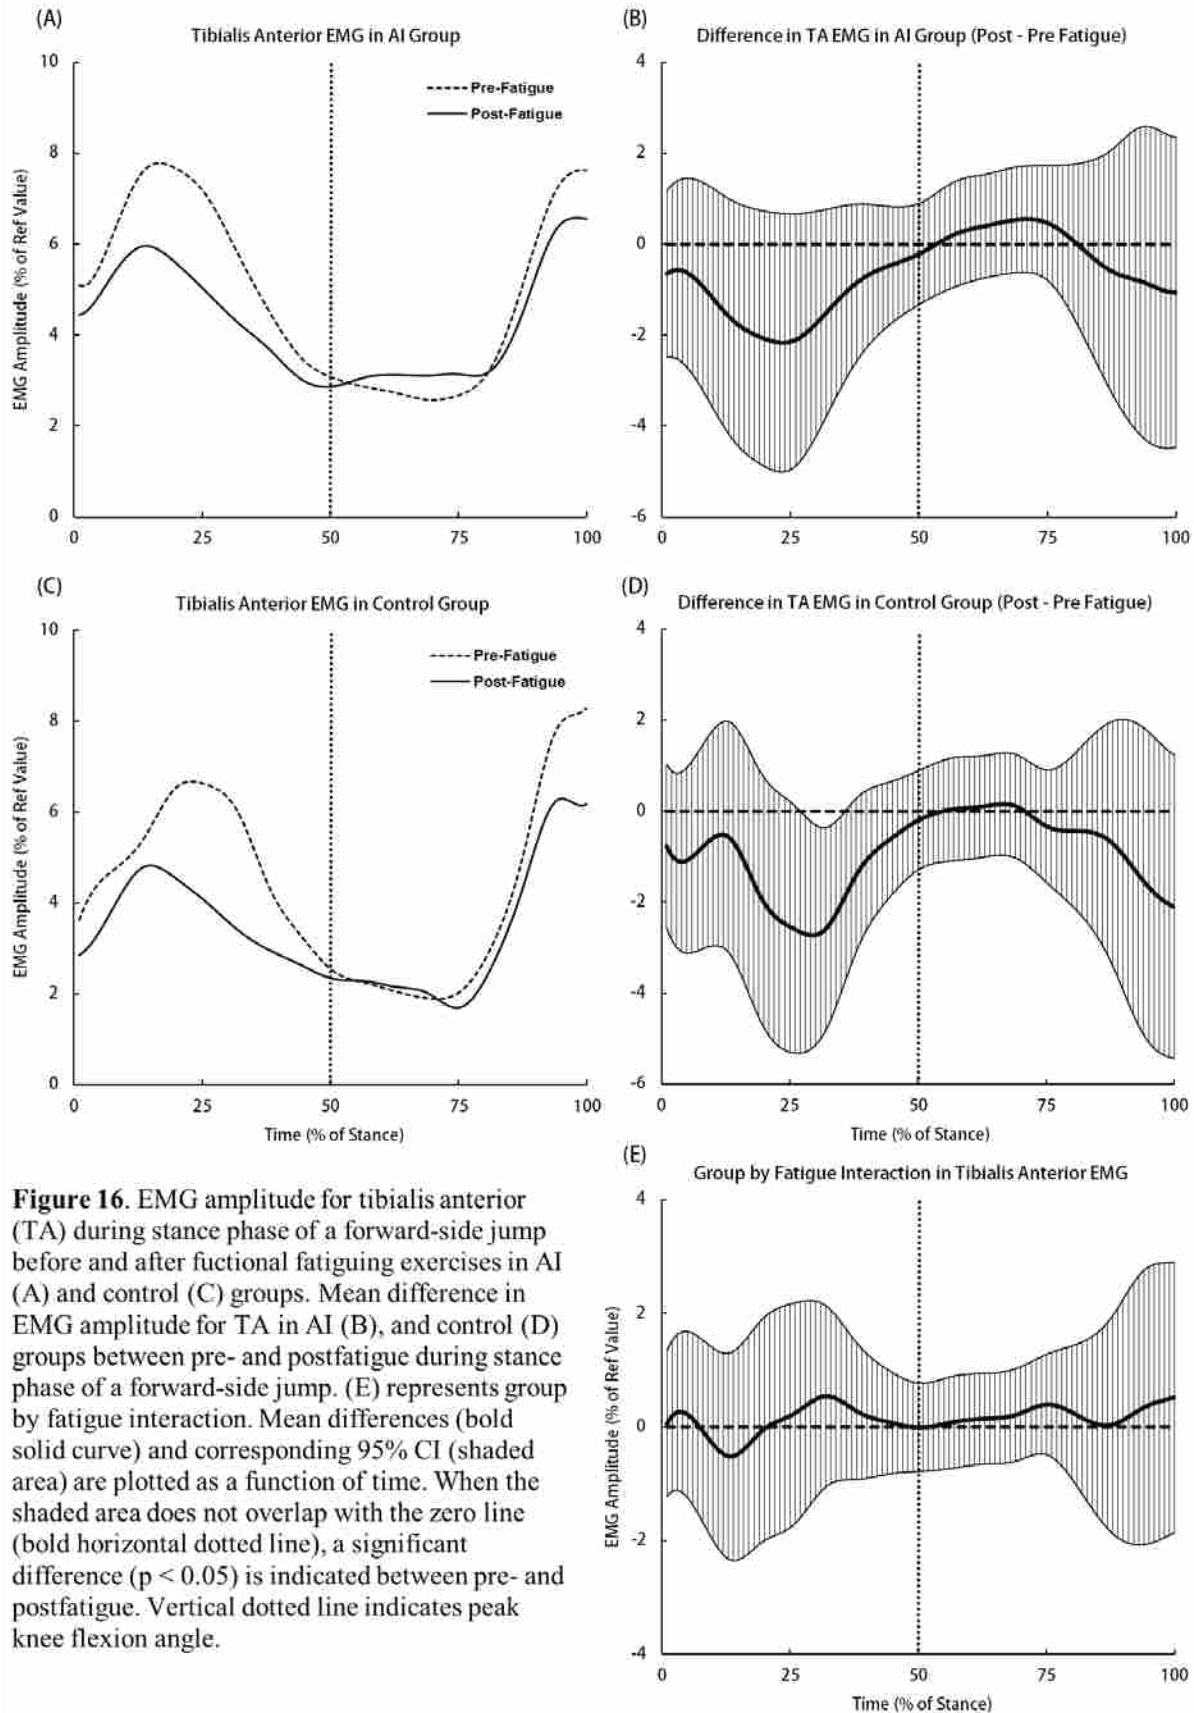 (A)
Tibialis Anterior EMG in AI Group
10
8
6
4
2
0
EMG Amplitude (% of Ref Value)
Pre-Fatigue
Post-Fatigue
0 25 50 75 100
(B)
Difference in TA EMG in AI Group (Post - Pre Fatigue)
4
2
0
-2
-4
-6
0 25 50 75 100
(C)
Tibialis Anterior EMG in Control Group
10
8
6
4
2
0
EMG Amplitude (% of Ref Value)
Pre-Fatigue
Post-Fatigue
0 25 50 75 100
Time (% of Stance)
(D)
Difference in TA EMG in Control Group (Post - Pre Fatigue)
4
2
0
-2
-4
-6
0 25 50 75 100
Time (% of Stance)
(E)
Group by Fatigue Interaction in Tibialis Anterior EMG
4
2
0
-2
-4
EMG Amplitude (% of Ref Value)
0 25 50 75 100
Time (% of Stance)
Figure 16. EMG amplitude for tibialis anterior
(TA) during stance phase of a forward-side jump
before and after fuctional fatiguing exercises in AI
(A) and control (C) groups. Mean difference in
EMG amplitude for TA in AI (B), and control (D)
groups between pre- and postfatigue during stance
phase of a forward-side jump. (E) represents group
by fatigue interaction. Mean differences (bold
solid curve) and corresponding 95% CI (shaded
area) are plotted as a function of time. When the
shaded area does not overlap with the zero line
(bold horizontal dotted line), a significant
difference (p < 0.05) is indicated between pre- and
postfatigue. Vertical dotted line indicates peak
knee flexion angle.